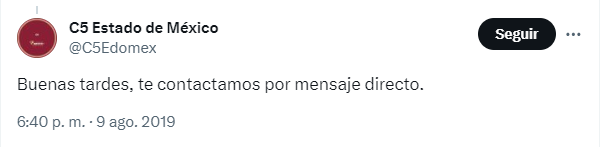 C5 Estado de México
@C5Edomex
Seguir
Buenas tardes, te contactamos por mensaje directo.
6:40 p. m. · 9 ago. 2019